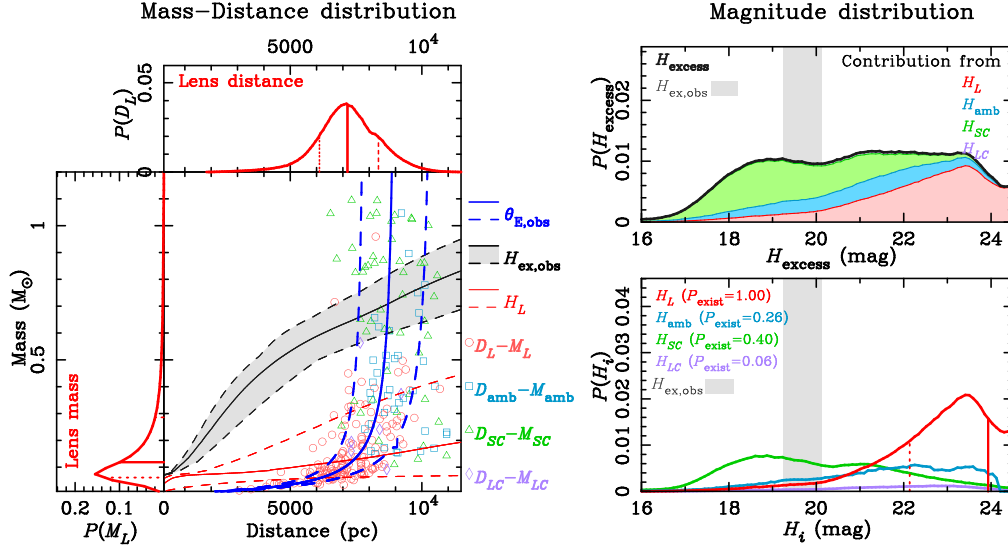 Mass−Distance distribution
5000 10⁴
0 0.05
P(D_L)
Lens distance
1
0.5
Mass (M⊙)
Lens mass
0.2 0.1 0
P(M_L)
5000 10⁴
Distance (pc)
θ_E,obs
H_ex,obs
H_L
D_L−M_L
D_amb−M_amb
D_SC−M_SC
D_LC−M_LC
Magnitude distribution
H_excess
H_ex,obs
Contribution from
H_L
H_amb
H_SC
H_LC
0 0.01 0.02
P(H_excess)
16 18 20 22 24
H_excess (mag)
H_L (P_exist=1.00)
H_amb (P_exist=0.26)
H_SC (P_exist=0.40)
H_LC (P_exist=0.06)
H_ex,obs
0 0.01 0.02 0.03 0.04
P(H_i)
16 18 20 22 24
H_i (mag)